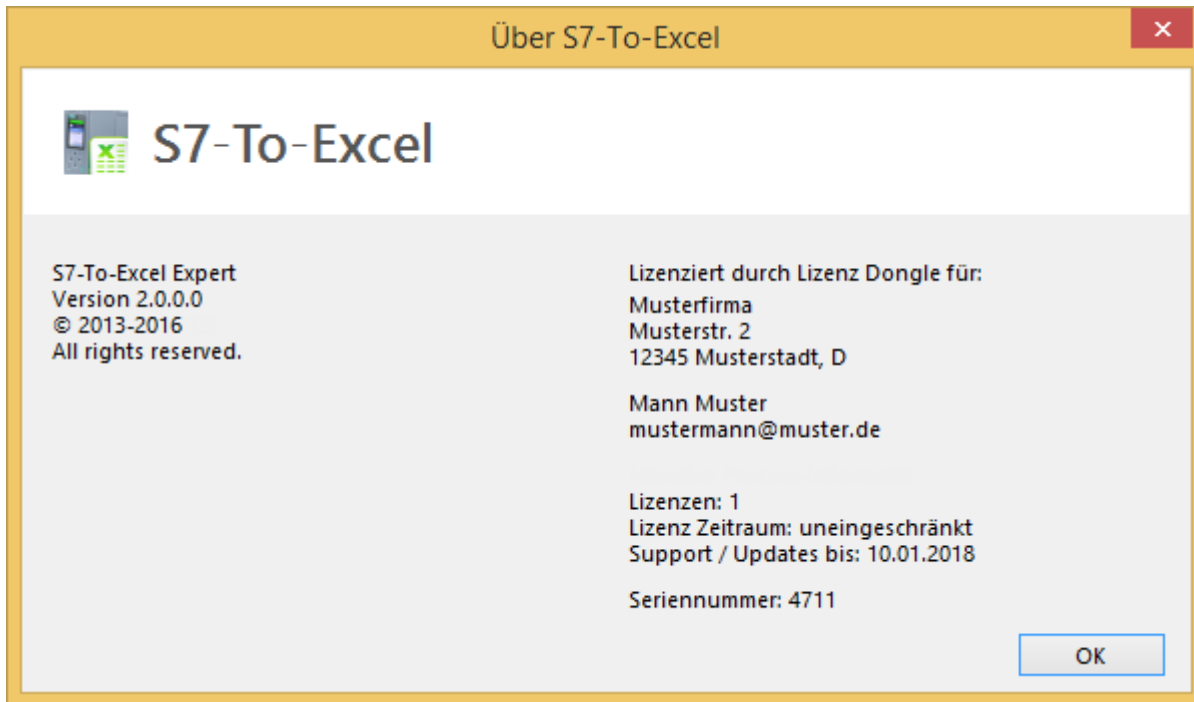 Über S7-To-Excel
S7-To-Excel
S7-To-Excel Expert
Version 2.0.0.0
© 2013-2016
All rights reserved.
Lizenziert durch Lizenz Dongle für:
Musterfirma
Musterstr. 2
12345 Musterstadt, D
Mann Muster
mustermann@muster.de
Lizenzen: 1
Lizenz Zeitraum: uneingeschränkt
Support / Updates bis: 10.01.2018
Seriennummer: 4711
OK